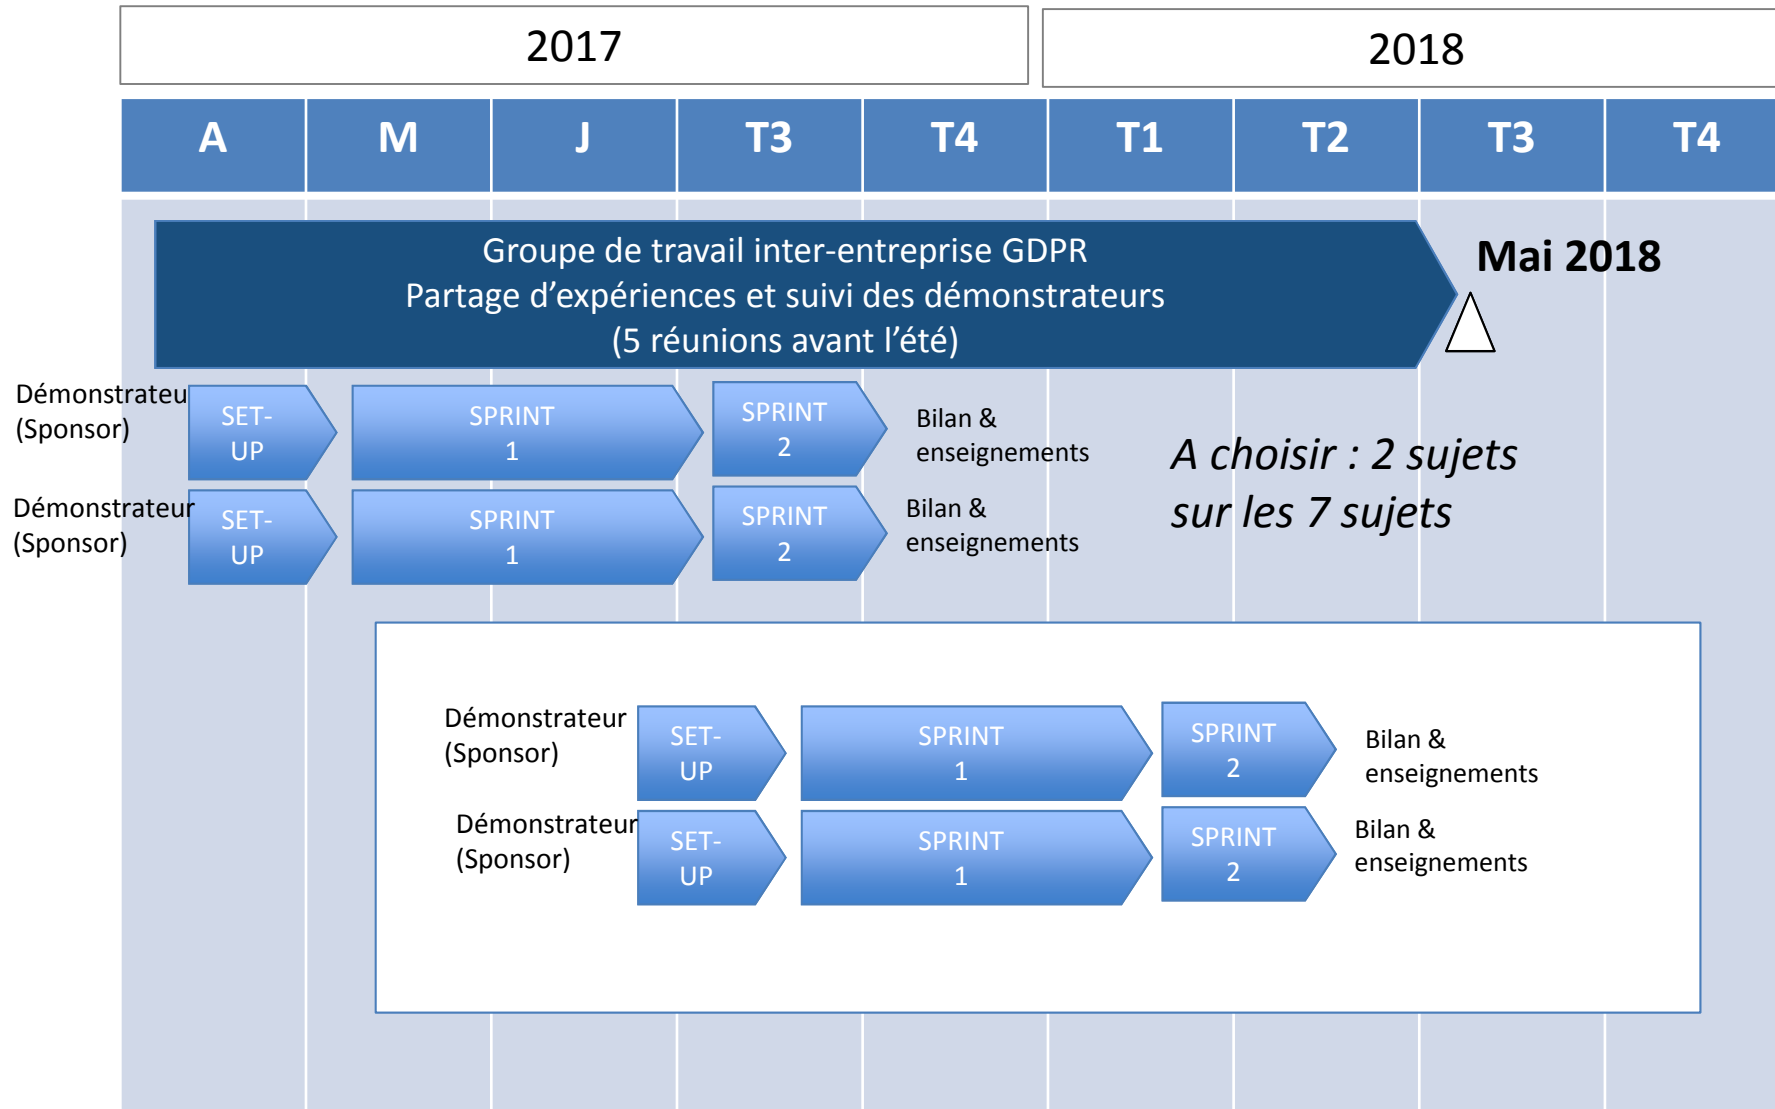 2017
2018
A M J T3 T4 T1 T2 T3 T4
Groupe de travail inter-entreprise GDPR
Partage d’expériences et suivi des démonstrateurs
(5 réunions avant l’été)
Mai 2018
Démonstrateu
(Sponsor)
SET-
UP
SPRINT
1
SPRINT
2
Bilan &
enseignements
A choisir : 2 sujets
sur les 7 sujets
Démonstrateur
(Sponsor)
SET-
UP
SPRINT
1
SPRINT
2
Bilan &
enseignements
Démonstrateur
(Sponsor)
SET-
UP
SPRINT
1
SPRINT
2
Bilan &
enseignements
Démonstrateur
(Sponsor)
SET-
UP
SPRINT
1
SPRINT
2
Bilan &
enseignements